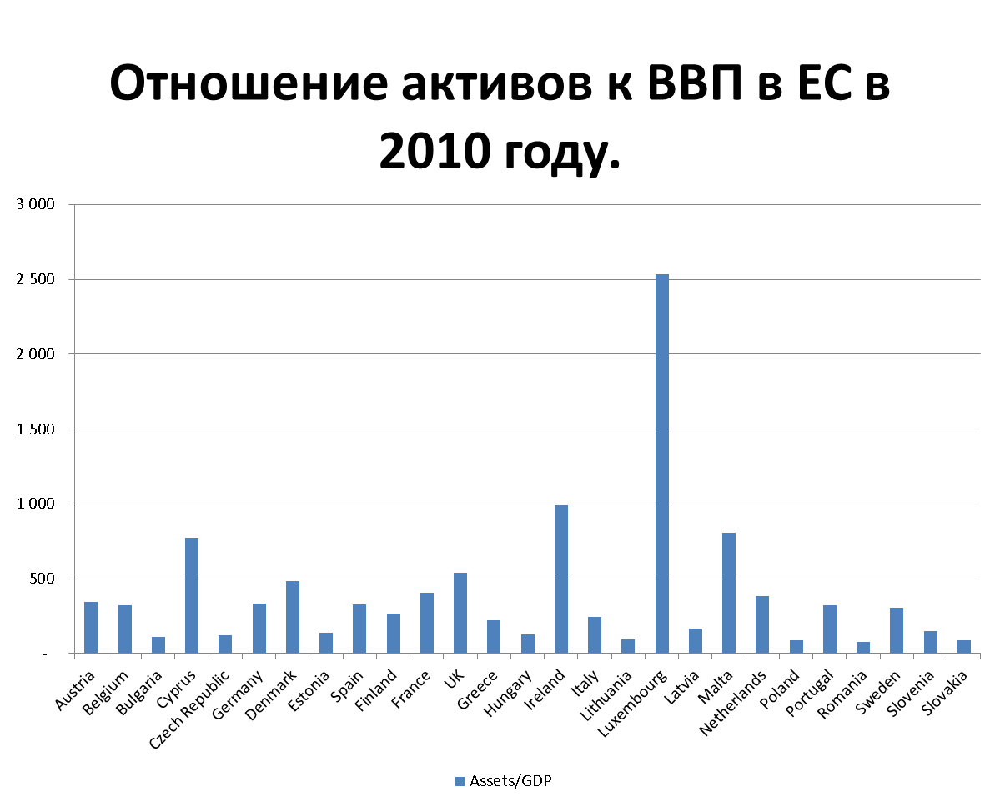 Отношение активов к ВВП в ЕС в
2010 году.
3 000
2 500
2 000
1 500
1 000
500
-
Austria
Belgium
Bulgaria
Cyprus
Czech Republic
Germany
Denmark
Estonia
Spain
Finland
France
UK
Greece
Hungary
Ireland
Italy
Lithuania
Luxembourg
Latvia
Malta
Netherlands
Poland
Portugal
Romania
Sweden
Slovenia
Slovakia
Assets/GDP